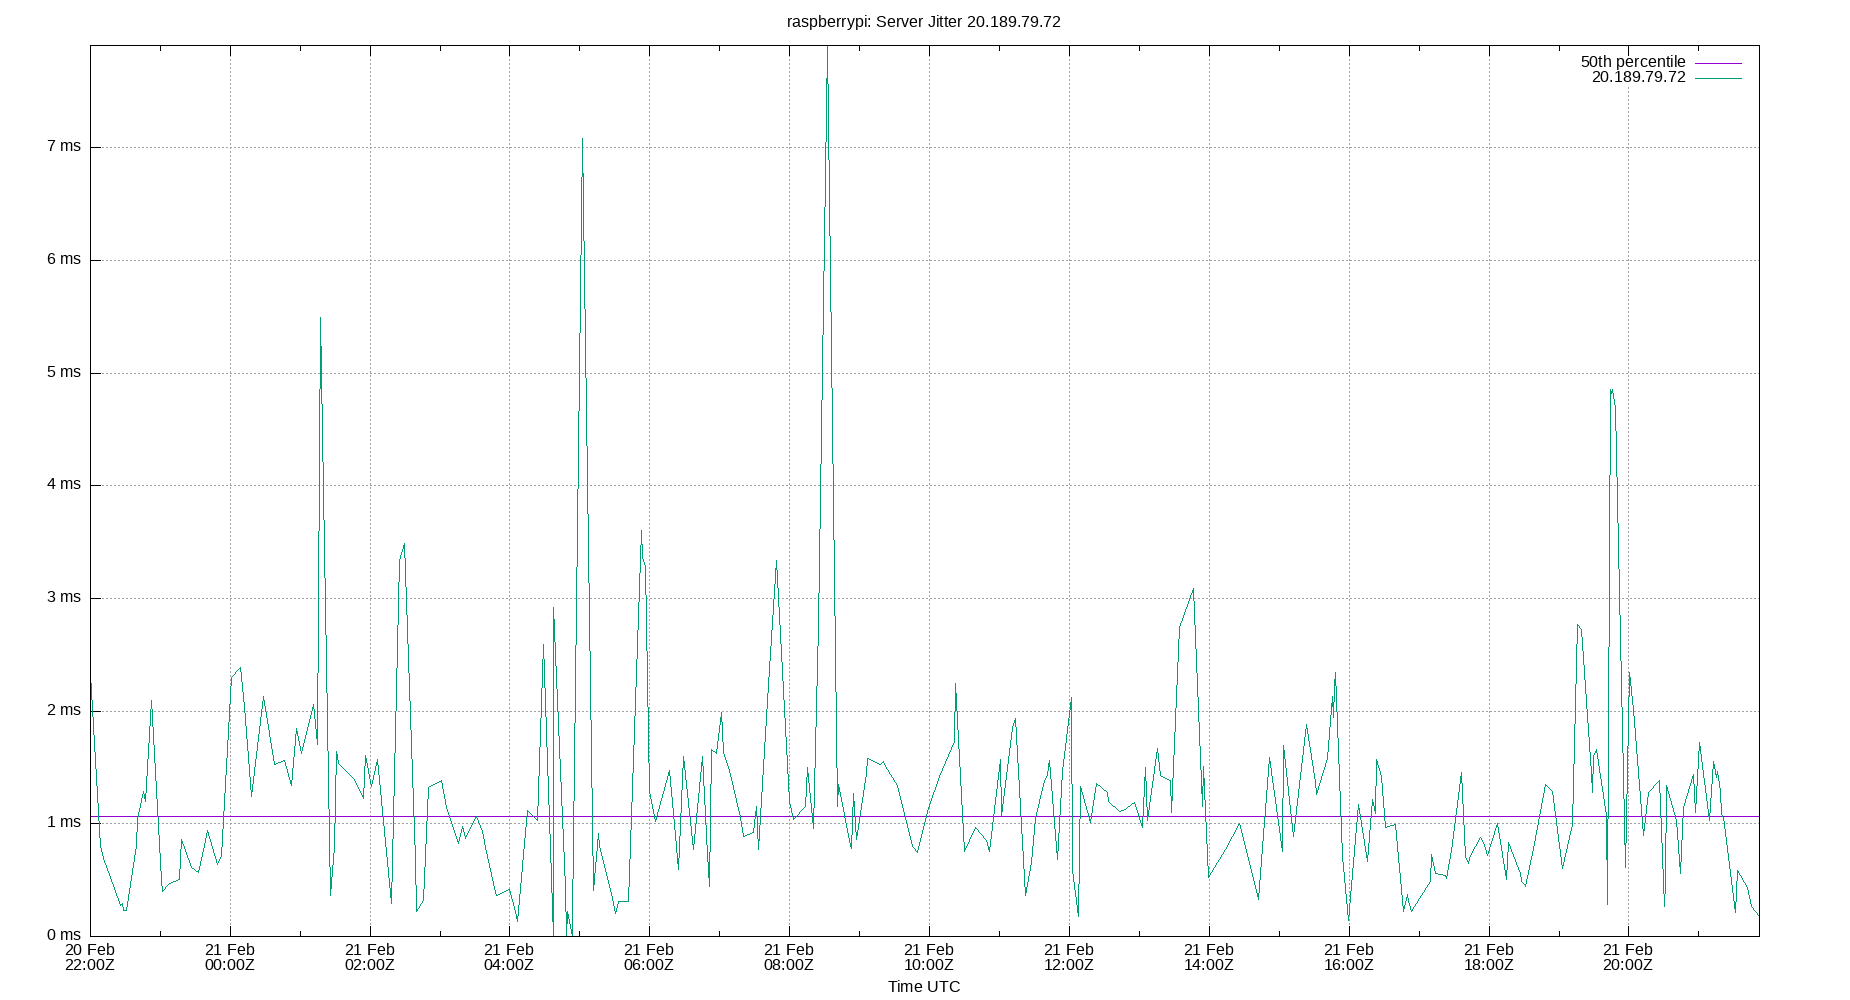 raspberrypi: Server Jitter 20.189.79.72
50th percentile
20.189.79.72
7 ms
6 ms
5 ms
4 ms
3 ms
2 ms
1 ms
0 ms
20 Feb 21 Feb 21 Feb 21 Feb 21 Feb 21 Feb 21 Feb 21 Feb 21 Feb 21 Feb 21 Feb 21 Feb
22:00Z 00:00Z 02:00Z 04:00Z 06:00Z 08:00Z 10:00Z 12:00Z 14:00Z 16:00Z 18:00Z 20:00Z
Time UTC